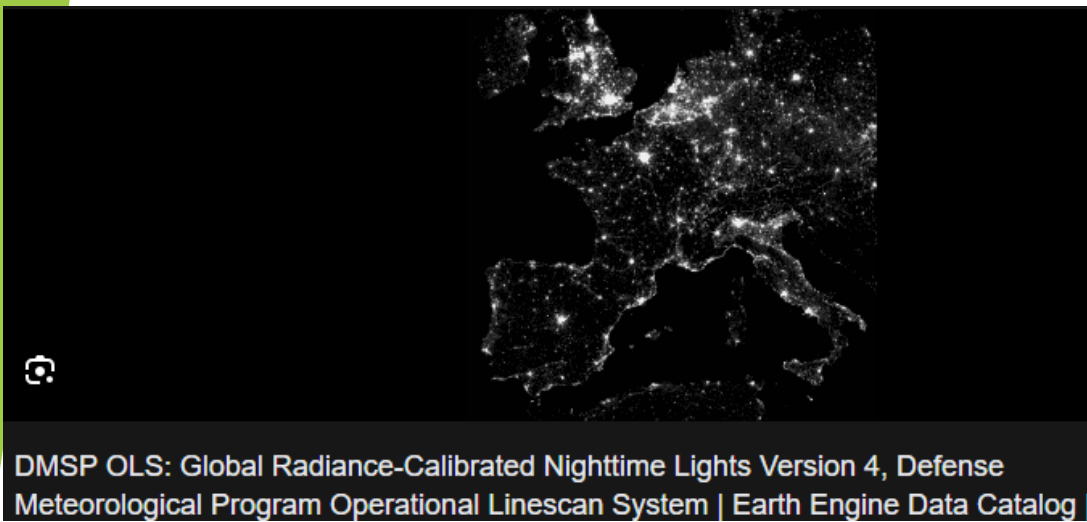 DMSP OLS: Global Radiance-Calibrated Nighttime Lights Version 4, Defense
Meteorological Program Operational Linescan System | Earth Engine Data Catalog